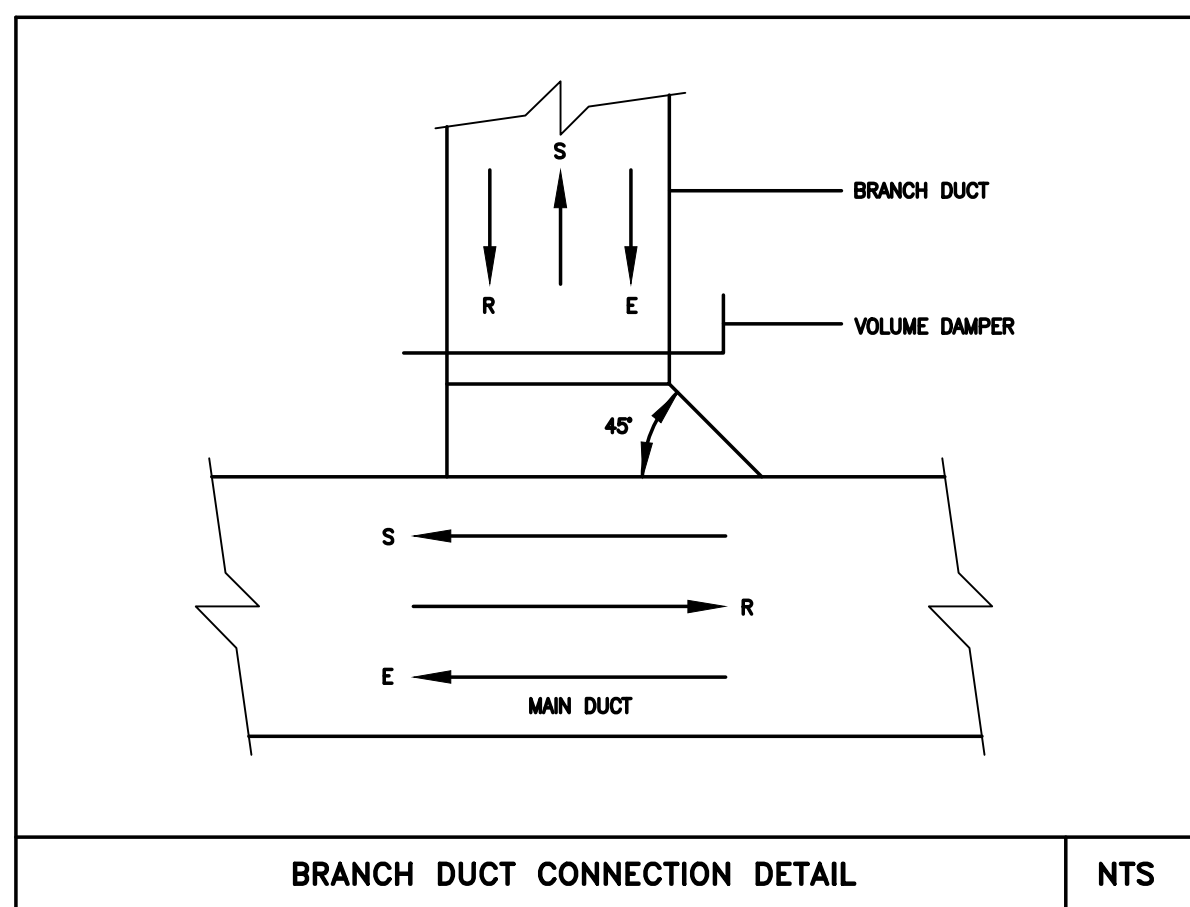 S
BRANCH DUCT
R
E
VOLUME DAMPER
45°
S
R
E
MAIN DUCT
BRANCH DUCT CONNECTION DETAIL
NTS